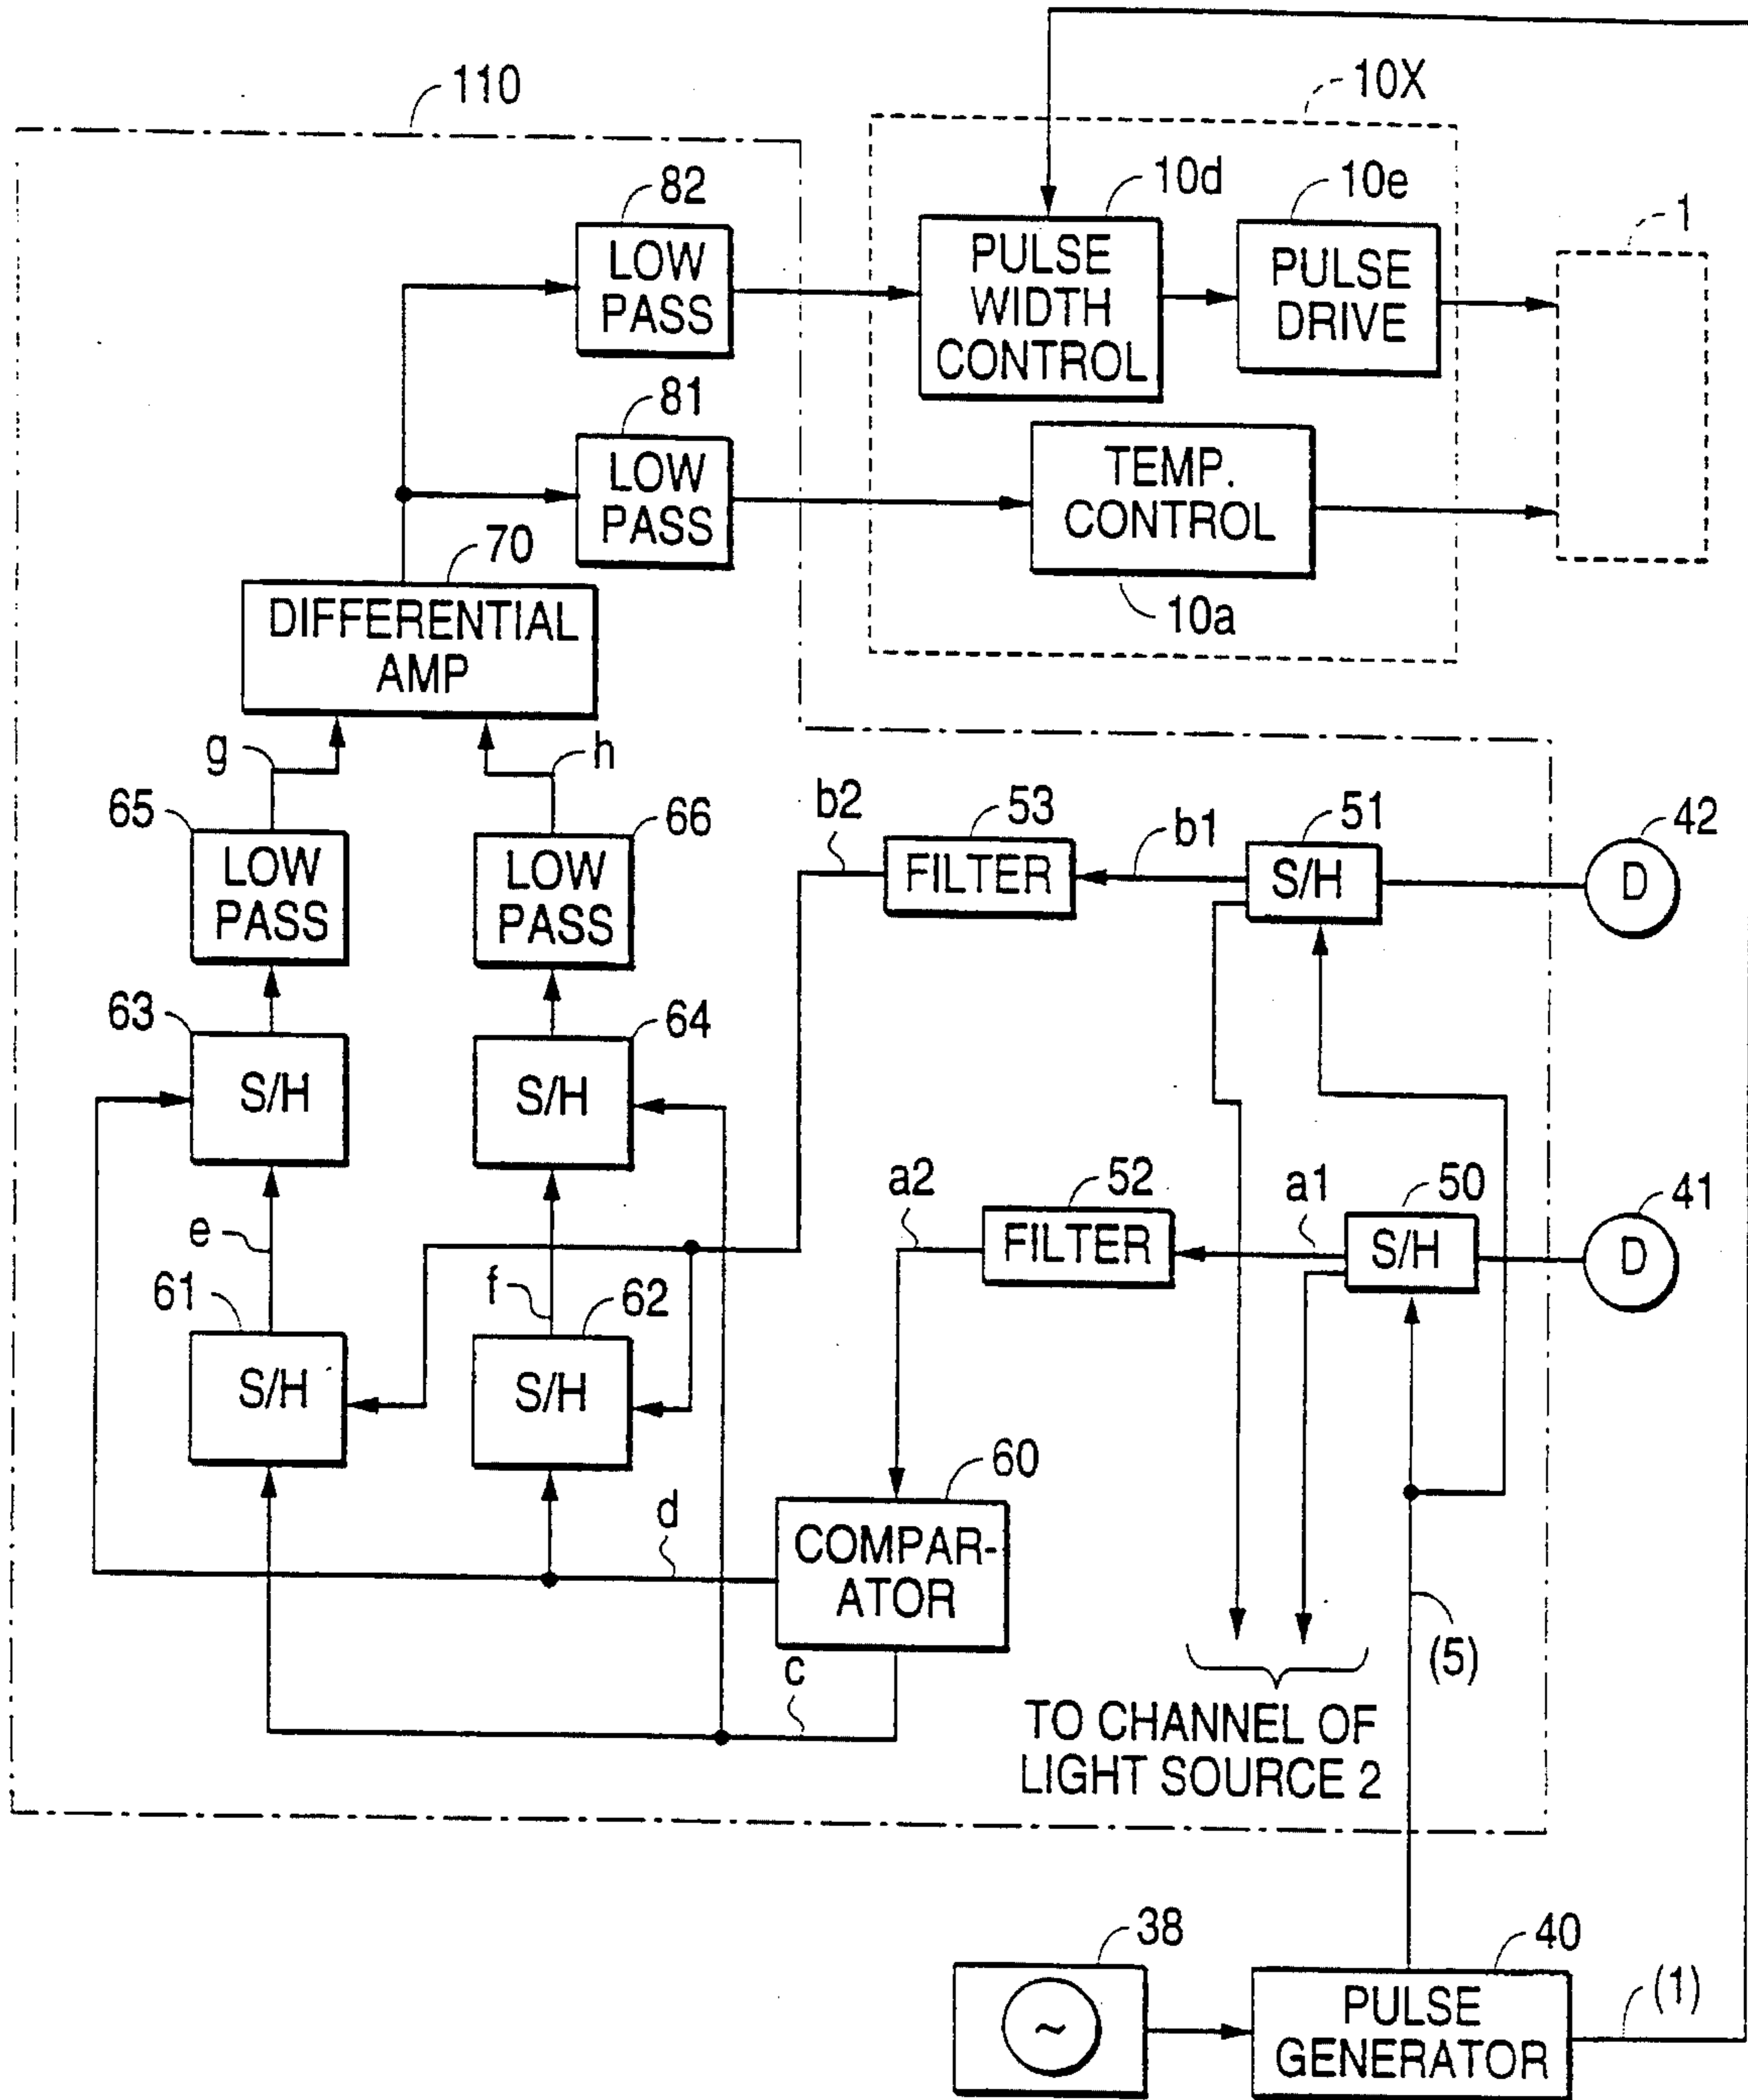 110
10X
82
10d
10e
1
LOW
PASS
PULSE
WIDTH
CONTROL
PULSE
DRIVE
81
LOW
PASS
TEMP.
CONTROL
70
10a
DIFFERENTIAL
AMP
g
h
b2
53
b1
51
42
65
66
LOW
PASS
LOW
PASS
FILTER
S/H
D
63
64
S/H
S/H
a2
52
a1
50
41
e
FILTER
S/H
D
61
f
62
S/H
S/H
60
d
COMPAR-
ATOR
c
(5)
TO CHANNEL OF
LIGHT SOURCE 2
38
40
(1)
~
PULSE
GENERATOR